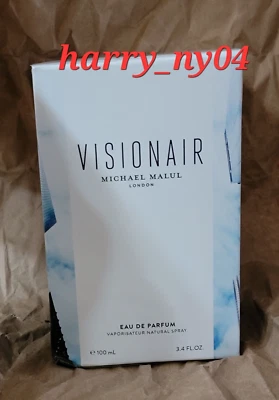 harry_ny04
VISIONAIR
MICHAEL MALUL
LONDON
EAU DE PARFUM
VAPORISATEUR NATURAL SPRAY
℮ 100 mL 3.4 FL.OZ.